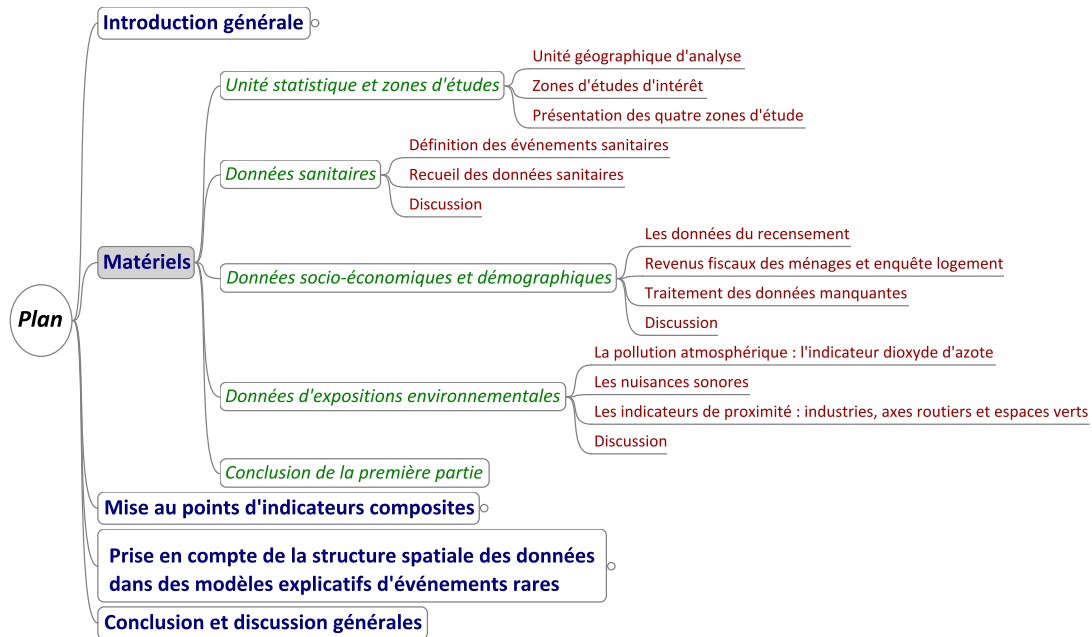 Plan
Introduction générale
Matériels
Unité statistique et zones d'études
Unité géographique d'analyse
Zones d'études d'intérêt
Présentation des quatre zones d'étude
Données sanitaires
Définition des événements sanitaires
Recueil des données sanitaires
Discussion
Données socio-économiques et démographiques
Les données du recensement
Revenus fiscaux des ménages et enquête logement
Traitement des données manquantes
Discussion
Données d'expositions environnementales
La pollution atmosphérique : l'indicateur dioxyde d'azote
Les nuisances sonores
Les indicateurs de proximité : industries, axes routiers et espaces verts
Discussion
Conclusion de la première partie
Mise au points d'indicateurs composites
Prise en compte de la structure spatiale des données
dans des modèles explicatifs d'événements rares
Conclusion et discussion générales